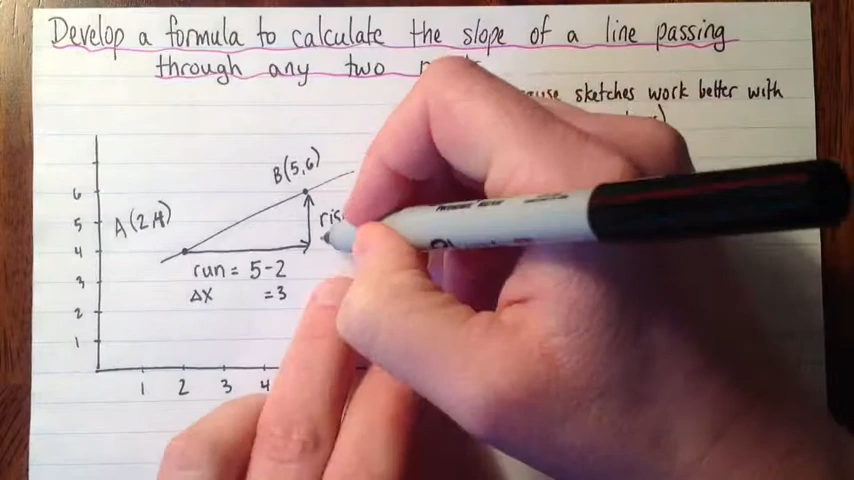 Develop a formula to calculate the slope of a line passing
through any two
sketches work better with
B(5,6)
A(2,4)
6
5
4
3
2
1
run = 5-2
Δx =3
1 2 3 4